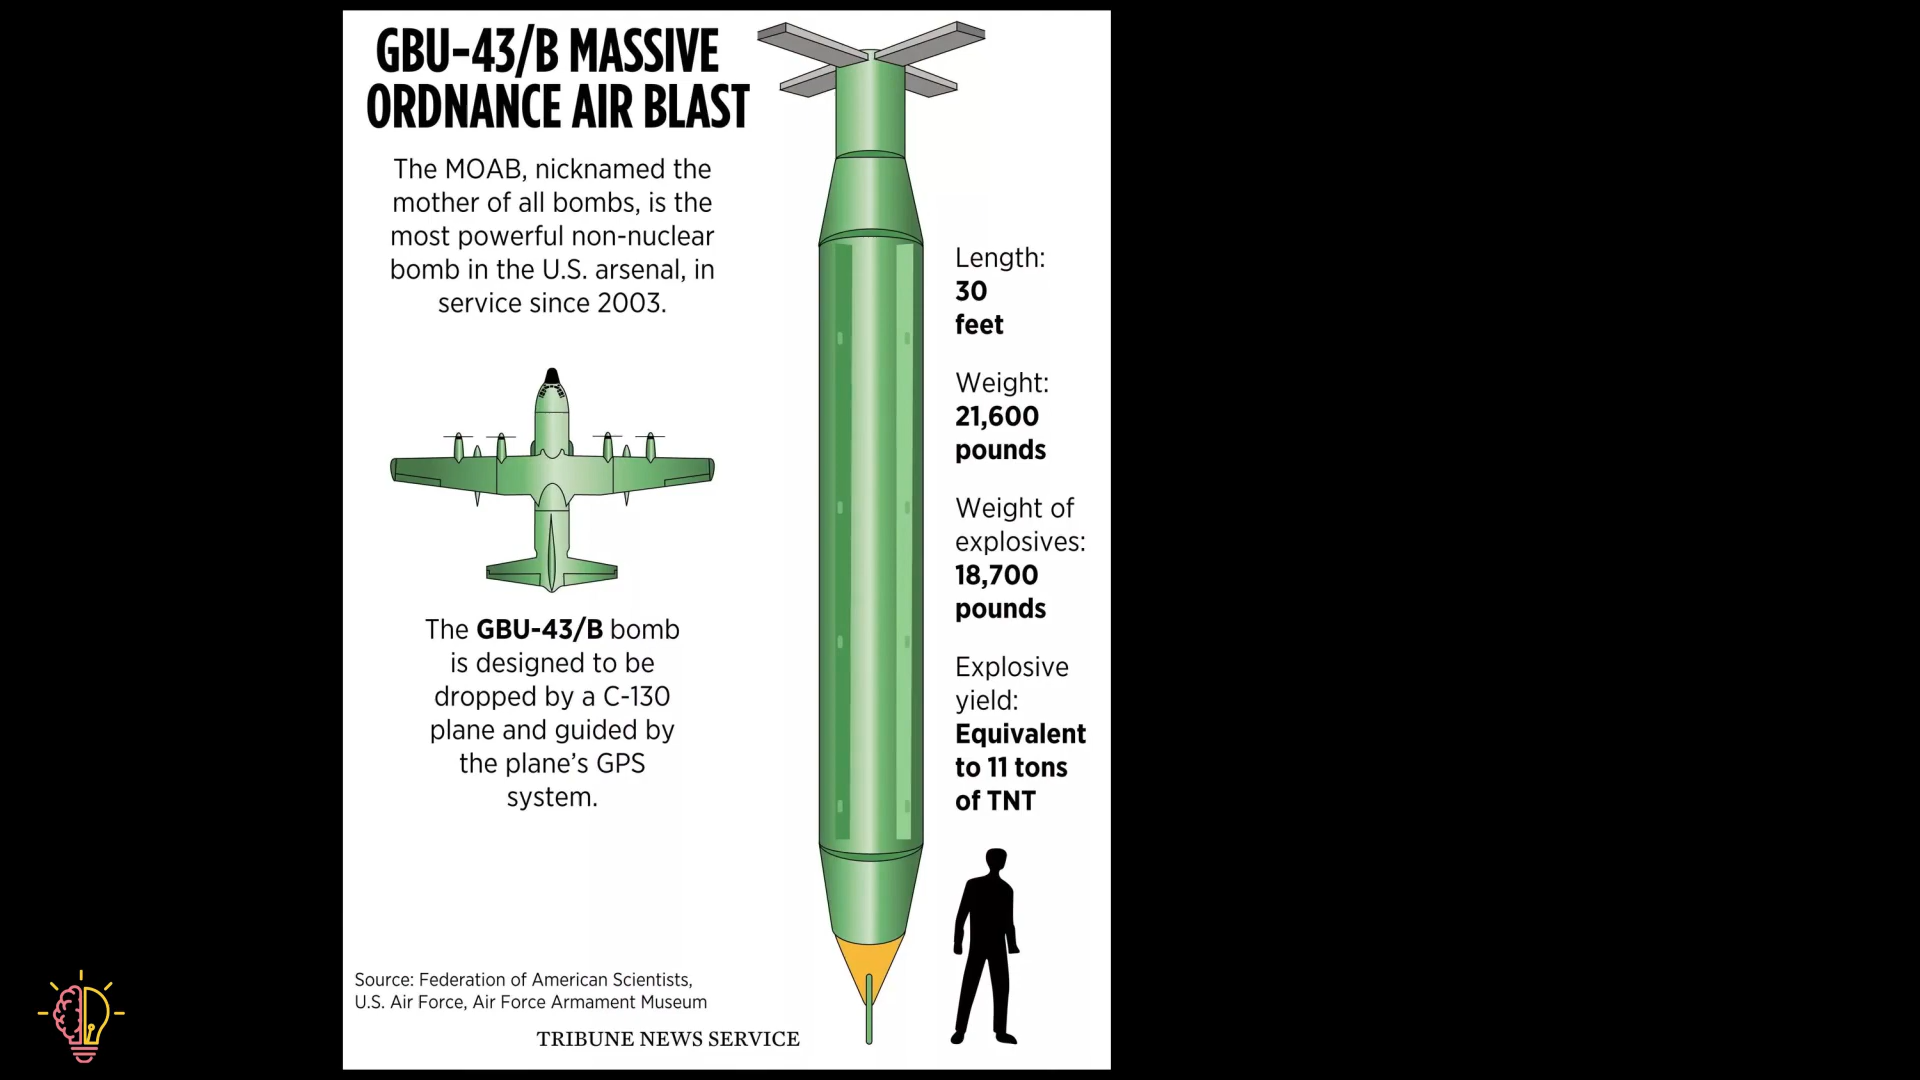 GBU-43/B MASSIVE
ORDNANCE AIR BLAST
The MOAB, nicknamed the
mother of all bombs, is the
most powerful non-nuclear
bomb in the U.S. arsenal, in
service since 2003.
The GBU-43/B bomb
is designed to be
dropped by a C-130
plane and guided by
the plane’s GPS
system.
Length:
30
feet
Weight:
21,600
pounds
Weight of
explosives:
18,700
pounds
Explosive
yield:
Equivalent
to 11 tons
of TNT
Source: Federation of American Scientists,
U.S. Air Force, Air Force Armament Museum
TRIBUNE NEWS SERVICE